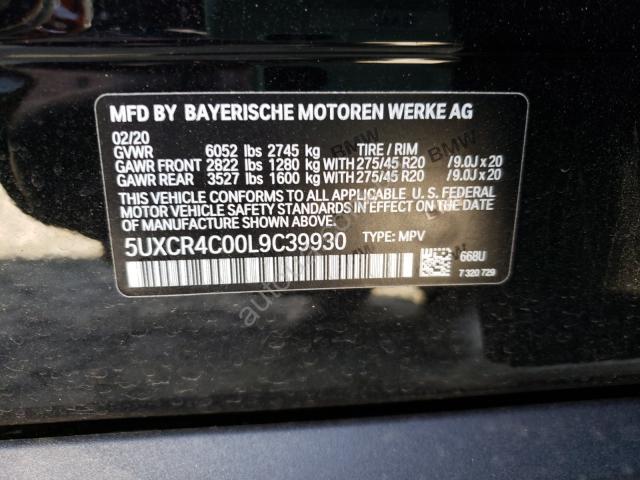 MFD BY BAYERISCHE MOTOREN WERKE AG
02/20
GVWR 6052 lbs 2745 kg TIRE / RIM
GAWR FRONT 2822 lbs 1280 kg WITH 275/45 R20 /9.0J x 20
GAWR REAR 3527 lbs 1600 kg WITH 275/45 R20 /9.0J x 20
THIS VEHICLE CONFORMS TO ALL APPLICABLE U. S. FEDERAL
MOTOR VEHICLE SAFETY STANDARDS IN EFFECT ON THE DATE
OF MANUFACTURE SHOWN ABOVE.
5UXCR4C00L9C39930 TYPE: MPV
668U
7 320 729